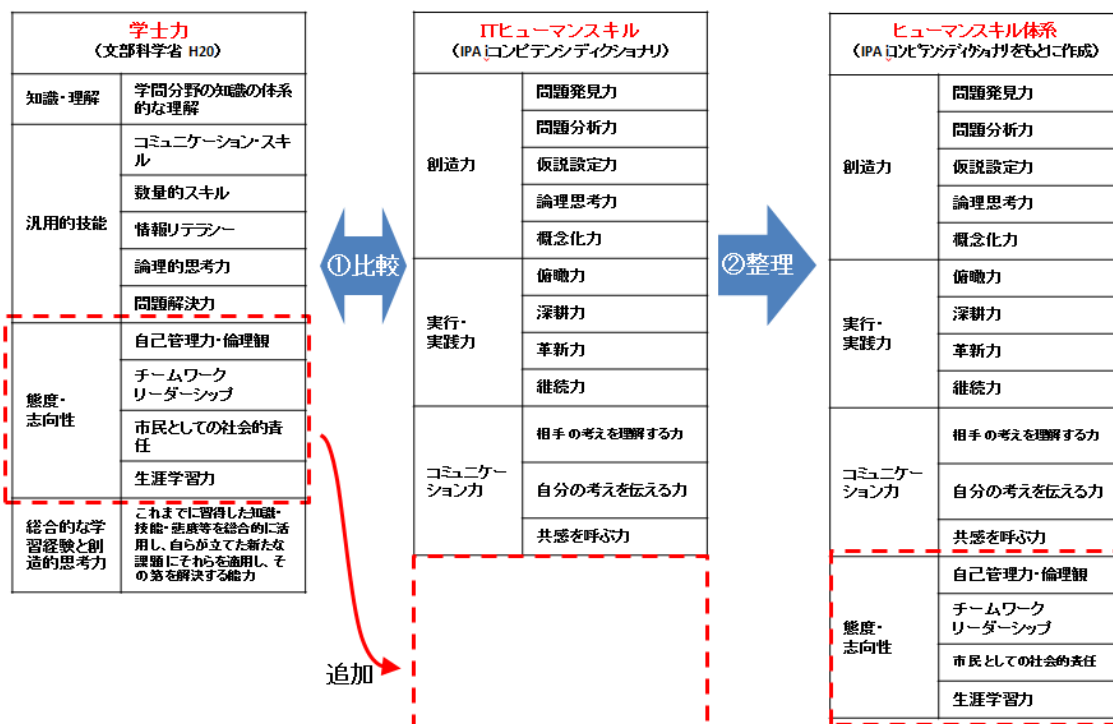 学士力
（文部科学省 H20）
知識・理解
学問分野の知識の体系
的な理解
汎用的技能
コミュニケーション・スキ
ル
数量的スキル
情報リテラシー
論理的思考力
問題解決力
態度・
志向性
自己管理力・倫理観
チームワーク
リーダーシップ
市民としての社会的責
任
生涯学習力
総合的な学
習経験と創
造的思考力
これまでに習得した知識・
技能・態度等を総合的に活
用し、自らが立てた新たな
課題にそれらを適用し、そ
の第を解決する能力
①比較
追加
ITヒューマンスキル
（IPA iコンピテンシディクショナリ）
創造力
問題発見力
問題分析力
仮説設定力
論理思考力
概念化力
実行・
実践力
俯瞰力
深耕力
革新力
継続力
コミュニケー
ション力
相手の考えを理解する力
自分の考えを伝える力
共感を呼ぶ力
②整理
ヒューマンスキル体系
（IPA iコンピテンシディクショナリをもとに作成）
創造力
問題発見力
問題分析力
仮説設定力
論理思考力
概念化力
実行・
実践力
俯瞰力
深耕力
革新力
継続力
コミュニケー
ション力
相手の考えを理解する力
自分の考えを伝える力
共感を呼ぶ力
態度・
志向性
自己管理力・倫理観
チームワーク
リーダーシップ
市民としての社会的責任
生涯学習力